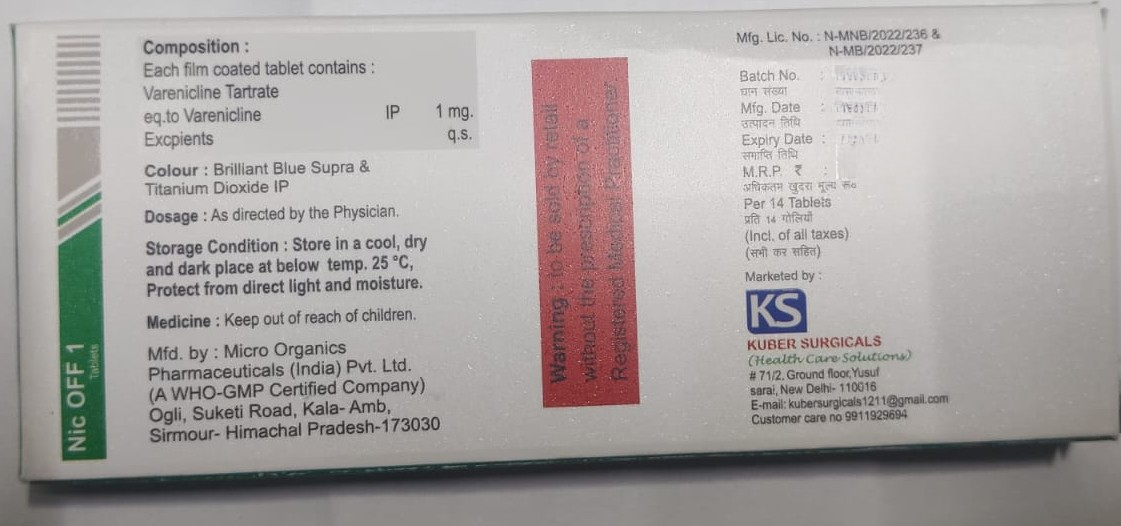 Nic OFF 1
Tablets
Composition :
Each film coated tablet contains :
Varenicline Tartrate
eq.to Varenicline IP 1 mg.
Excpients q.s.
Colour : Brilliant Blue Supra &
Titanium Dioxide IP
Dosage : As directed by the Physician.
Storage Condition : Store in a cool, dry
and dark place at below temp. 25 °C,
Protect from direct light and moisture.
Medicine : Keep out of reach of children.
Mfd. by : Micro Organics
Pharmaceuticals (India) Pvt. Ltd.
(A WHO-GMP Certified Company)
Ogli, Suketi Road, Kala- Amb,
Sirmour- Himachal Pradesh-173030
Warning : to be sold by retail
without the prescription of a
Registered Medical Practitioner
Mfg. Lic. No. : N-MNB/2022/236 &
N-MB/2022/237
Batch No. :
घान संख्या
Mfg. Date :
उत्पादन तिथि
Expiry Date :
समाप्ति तिथि
M.R.P. ₹ :
अधिकतम खुदरा मूल्य रू०
Per 14 Tablets
प्रति 14 गोलियाँ
(Incl. of all taxes)
(सभी कर सहित)
Marketed by :
KS
KUBER SURGICALS
(Health Care Solutions)
# 71/2, Ground floor, Yusuf
sarai, New Delhi- 110016
E-mail: kubersurgicals1211@gmail.com
Customer care no 9911929694